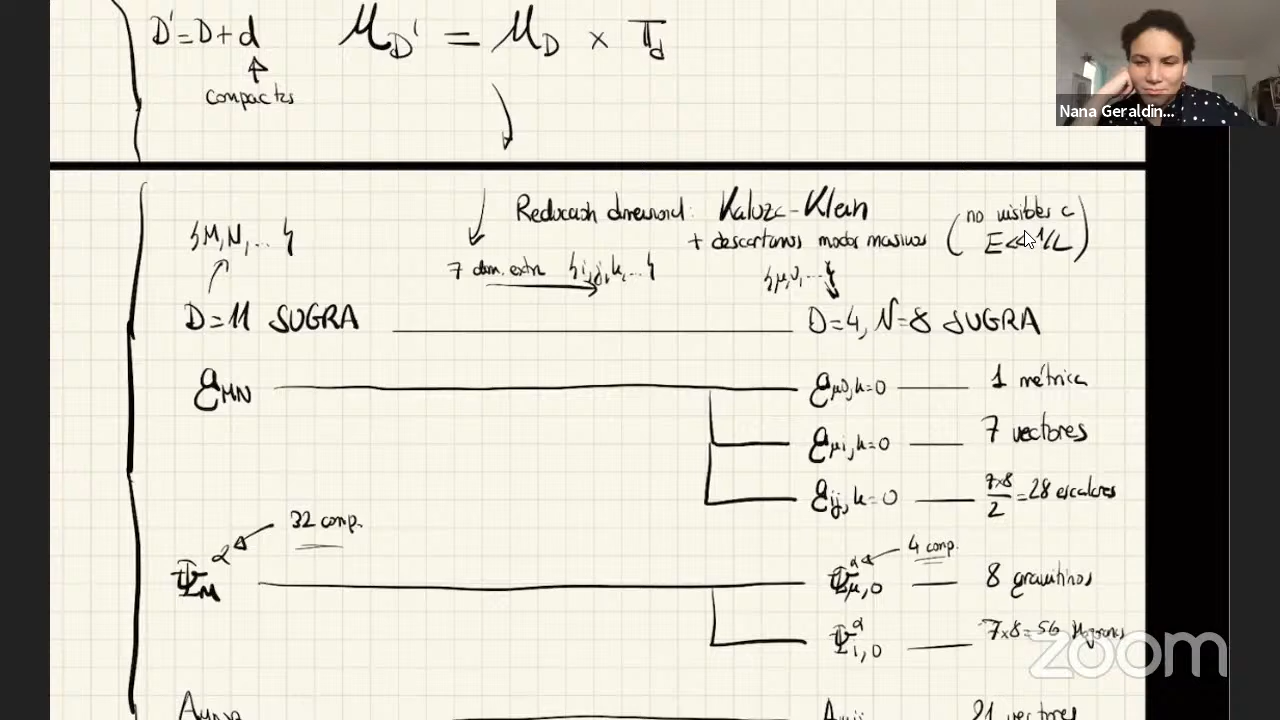 D'=D+d M_D' = M_D × T_d
compactas
{M,N,...} Reducción dimensional: Kaluza-Klein
+ descartamos modos masivos (no visibles a E<<1/L)
7 dim. extra {i,j,k,...} {μ,ν,...}
D=11 SUGRA D=4, N=8 SUGRA
g_MN g_μν,k=0 1 métrica
g_μi,k=0 7 vectores
g_ij,k=0 7x8/2 =28 escalares
32 comp. 4 comp.
Ψ_M^α Ψ_μ,0^α 8 gravitinos
Ψ_i,0^α 7x8=56
21 vectores
Nana Geraldin...
zoom